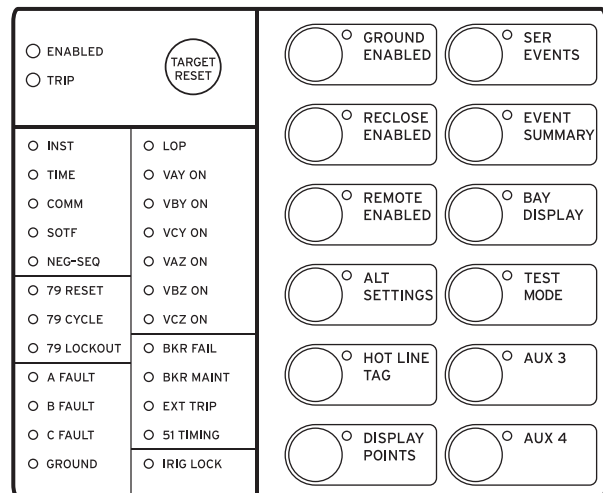 ENABLED
TRIP
TARGET
RESET
INST
TIME
COMM
SOTF
NEG-SEQ
79 RESET
79 CYCLE
79 LOCKOUT
A FAULT
B FAULT
C FAULT
GROUND
LOP
VAY ON
VBY ON
VCY ON
VAZ ON
VBZ ON
VCZ ON
BKR FAIL
BKR MAINT
EXT TRIP
51 TIMING
IRIG LOCK
GROUND
ENABLED
RECLOSE
ENABLED
REMOTE
ENABLED
ALT
SETTINGS
HOT LINE
TAG
DISPLAY
POINTS
SER
EVENTS
EVENT
SUMMARY
BAY
DISPLAY
TEST
MODE
AUX 3
AUX 4